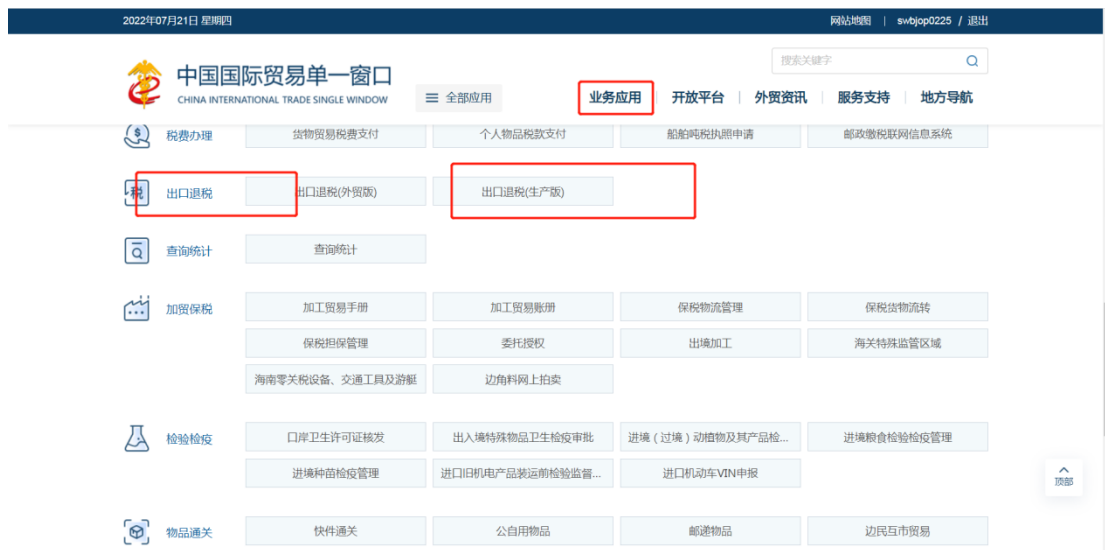 2022年07月21日 星期四
网站地图 | swbjop0225 / 退出
搜索关键字
中国国际贸易单一窗口
CHINA INTERNATIONAL TRADE SINGLE WINDOW
全部应用
业务应用 | 开放平台 | 外贸资讯 | 服务支持 | 地方导航
税费办理 货物贸易税费支付 个人物品税款支付 船舶吨税执照申请 邮政缴税联网信息系统
税 出口退税 出口退税(外贸版) 出口退税(生产版)
查询统计 查询统计
加贸保税 加工贸易手册 加工贸易账册 保税物流管理 保税货物流转
保税担保管理 委托授权 出境加工 海关特殊监管区域
海南零关税设备、交通工具及游艇 边角料网上拍卖
检验检疫 口岸卫生许可证核发 出入境特殊物品卫生检疫审批 进境（过境）动植物及其产品检... 进境粮食检验检疫管理
进境种苗检疫管理 进口旧机电产品装运前检验监督... 进口机动车VIN申报
顶部
物品通关 快件通关 公自用物品 邮递物品 边民互市贸易